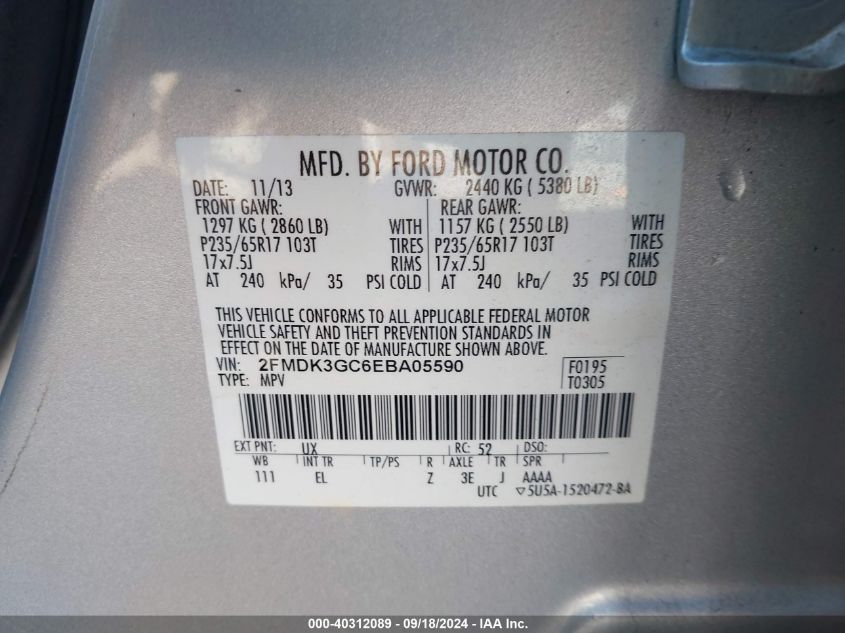 MFD. BY FORD MOTOR CO.
DATE: 11/13 GVWR: 2440 KG ( 5380 LB)
FRONT GAWR: REAR GAWR:
1297 KG ( 2860 LB) WITH 1157 KG ( 2550 LB) WITH
P235/65R17 103T TIRES P235/65R17 103T TIRES
17x7.5J RIMS 17x7.5J RIMS
AT 240 kPa/ 35 PSI COLD AT 240 kPa/ 35 PSI COLD
THIS VEHICLE CONFORMS TO ALL APPLICABLE FEDERAL MOTOR
VEHICLE SAFETY AND THEFT PREVENTION STANDARDS IN
EFFECT ON THE DATE OF MANUFACTURE SHOWN ABOVE.
VIN: 2FMDK3GC6EBA05590 F0195
TYPE: MPV T0305
EXT PNT: UX RC: 52 DSO:
WB INT TR TP/PS R AXLE TR SPR
111 EL Z 3E J AAAA
UTC ▽5U5A-1520472-BA
000-40312089 - 09/18/2024 - IAA Inc.